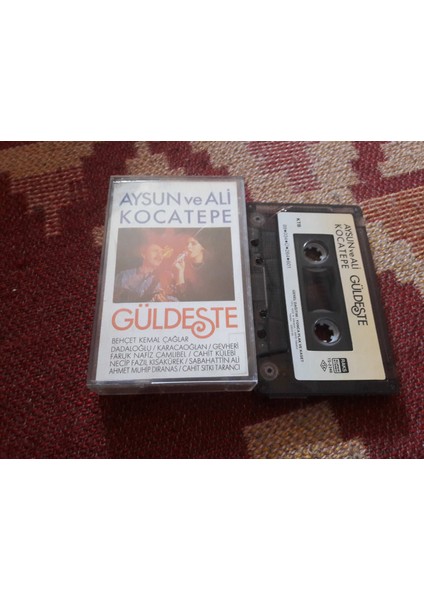 AYSUN ve ALİ
KOCATEPE
GÜLDESTE
BEHÇET KEMAL ÇAĞLAR
DADALOĞLU / KARACAOĞLAN / GEVHERİ
FARUK NAFİZ ÇAMLIBEL / CAHİT KÜLEBİ
NECİP FAZIL KISAKÜREK / SABAHATTİN ALİ
AHMET MUHİP DIRANAS / CAHİT SITKI TARANCI
AYSUN ve ALİ
KOCATEPE
GÜLDESTE